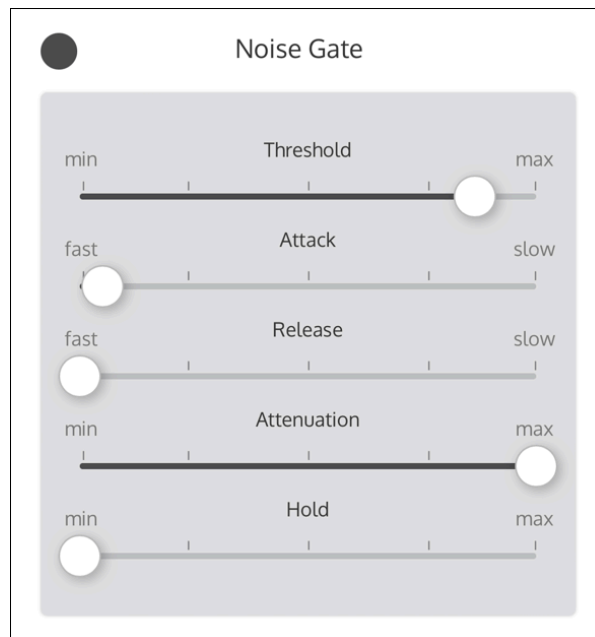 Noise Gate
Threshold
min max
Attack
fast slow
Release
fast slow
Attenuation
min max
Hold
min max